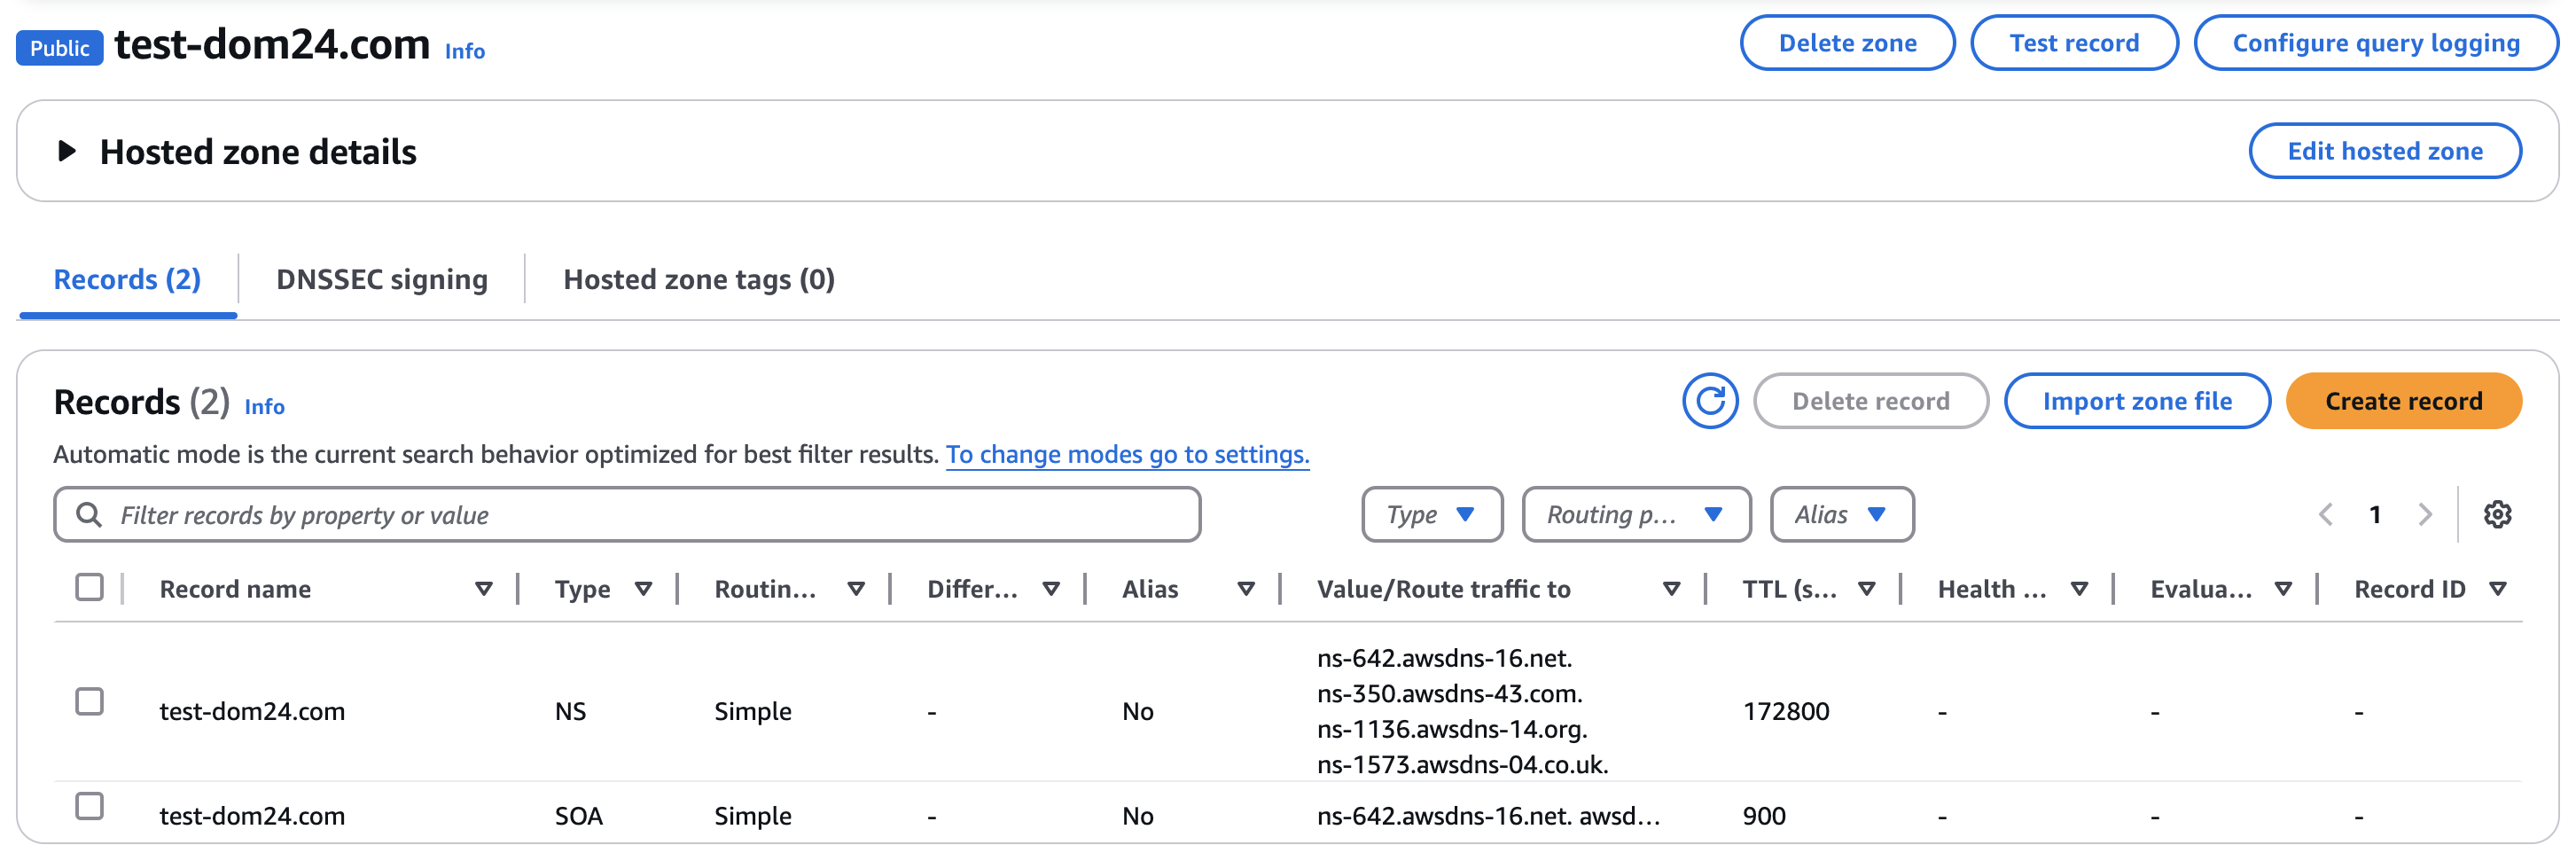 Public test-dom24.com Info
Delete zone Test record Configure query logging
Hosted zone details Edit hosted zone
Records (2) DNSSEC signing Hosted zone tags (0)
Records (2) Info
Delete record Import zone file Create record
Automatic mode is the current search behavior optimized for best filter results. To change modes go to settings.
Filter records by property or value Type Routing p... Alias 1
Record name Type Routin... Differ... Alias Value/Route traffic to TTL (s... Health ... Evalua... Record ID
ns-642.awsdns-16.net.
ns-350.awsdns-43.com.
test-dom24.com NS Simple - No 172800 - - -
ns-1136.awsdns-14.org.
ns-1573.awsdns-04.co.uk.
test-dom24.com SOA Simple - No ns-642.awsdns-16.net. awsd... 900 - - -